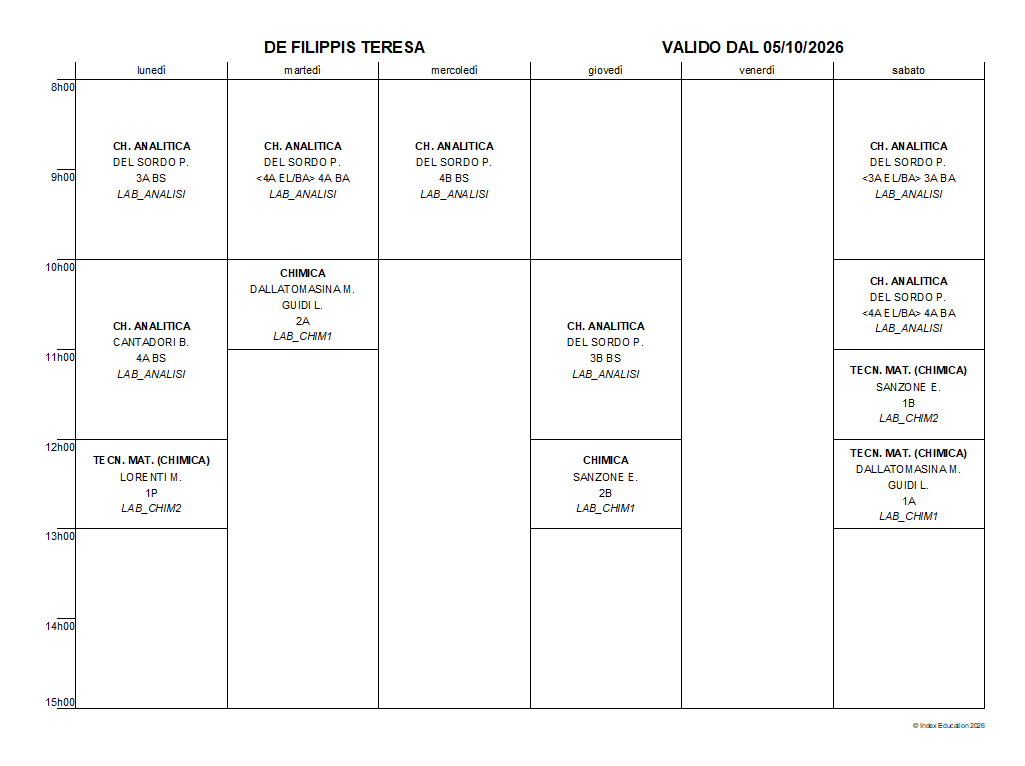 DE FILIPPIS TERESA
VALIDO DAL 05/10/2026
lunedì
martedì
mercoledì
giovedì
venerdì
sabato
8h00
9h00
10h00
11h00
12h00
13h00
14h00
15h00
CH. ANALITICA
DEL SORDO P.
3A BS
LAB_ANALISI
CH. ANALITICA
CANTADORI B.
4A BS
LAB_ANALISI
TECN. MAT. (CHIMICA)
LORENTI M.
1P
LAB_CHIM2
CH. ANALITICA
DEL SORDO P.
<4A EL/BA> 4A BA
LAB_ANALISI
CHIMICA
DALLATOMASINA M.
GUIDI L.
2A
LAB_CHIM1
CH. ANALITICA
DEL SORDO P.
4B BS
LAB_ANALISI
CH. ANALITICA
DEL SORDO P.
3B BS
LAB_ANALISI
CHIMICA
SANZONE E.
2B
LAB_CHIM1
CH. ANALITICA
DEL SORDO P.
<3A EL/BA> 3A BA
LAB_ANALISI
CH. ANALITICA
DEL SORDO P.
<4A EL/BA> 4A BA
LAB_ANALISI
TECN. MAT. (CHIMICA)
SANZONE E.
1B
LAB_CHIM2
TECN. MAT. (CHIMICA)
DALLATOMASINA M.
GUIDI L.
1A
LAB_CHIM1
© Index Education 2026